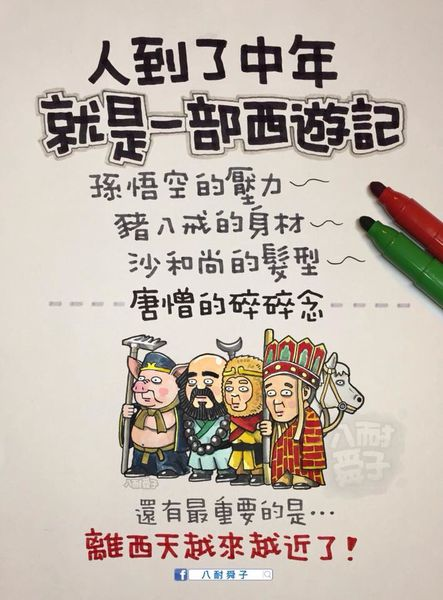 人到了中年
就是一部西遊記
孫悟空的壓力
豬八戒的身材
沙和尚的髮型
唐憎的碎碎念
八耐舜子
八耐
舜子
還有最重要的是…
離西天越來越近了！
八耐舜子